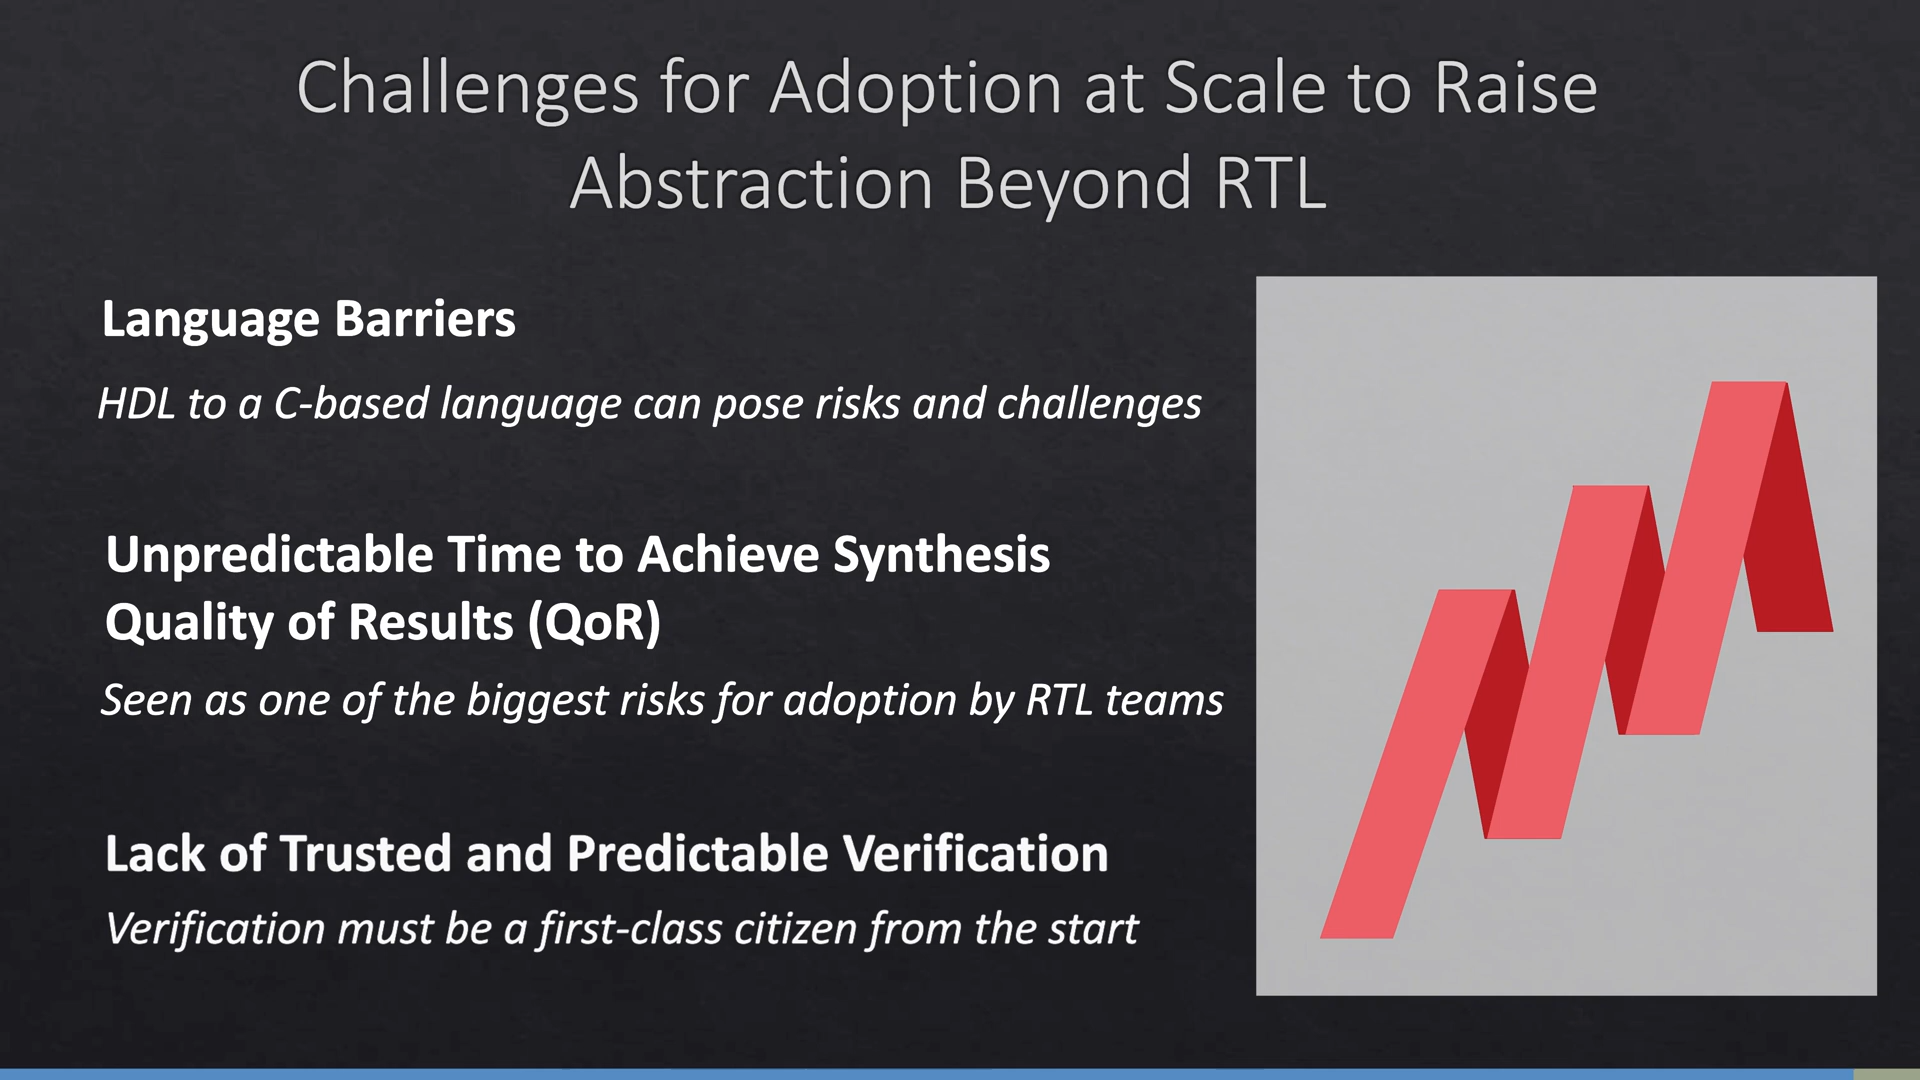 Challenges for Adoption at Scale to Raise
Abstraction Beyond RTL
Language Barriers
HDL to a C-based language can pose risks and challenges
Unpredictable Time to Achieve Synthesis
Quality of Results (QoR)
Seen as one of the biggest risks for adoption by RTL teams
Lack of Trusted and Predictable Verification
Verification must be a first-class citizen from the start